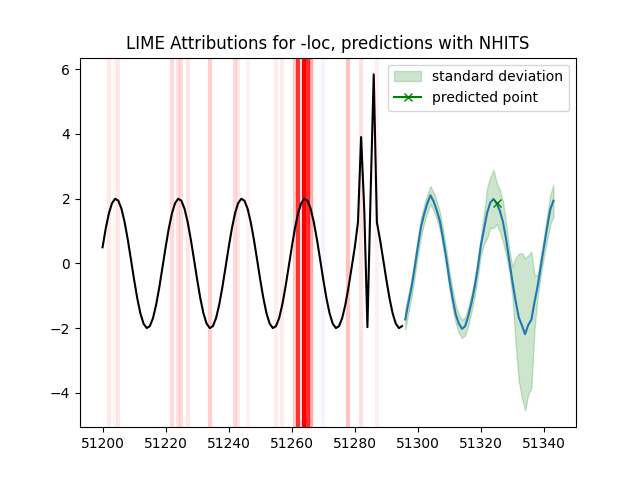 LIME Attributions for -loc, predictions with NHITS
standard deviation
predicted point
6
4
2
0
−2
−4
51200 51220 51240 51260 51280 51300 51320 51340